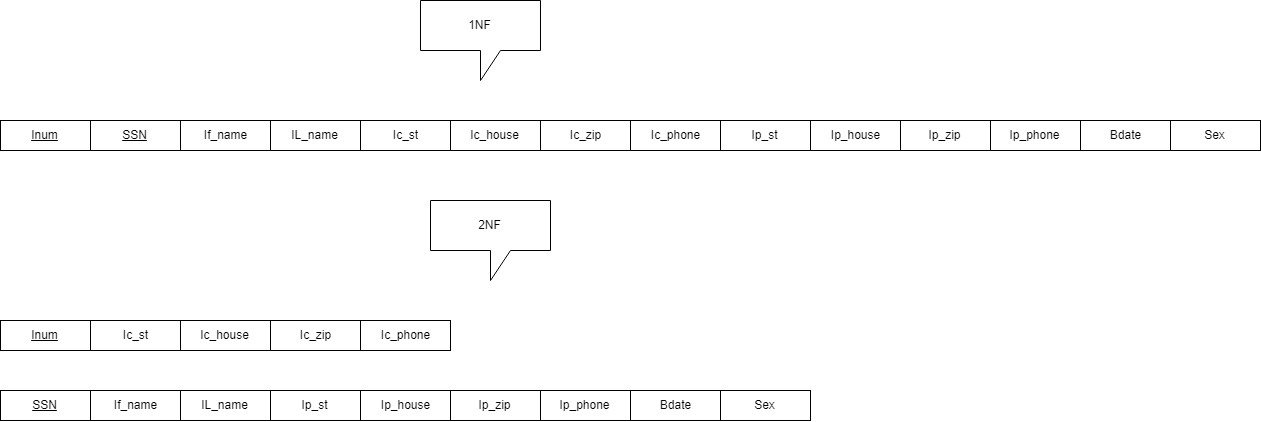 1NF
Inum SSN If_name IL_name Ic_st Ic_house Ic_zip Ic_phone Ip_st Ip_house Ip_zip Ip_phone Bdate Sex
2NF
Inum Ic_st Ic_house Ic_zip Ic_phone
SSN If_name IL_name Ip_st Ip_house Ip_zip Ip_phone Bdate Sex